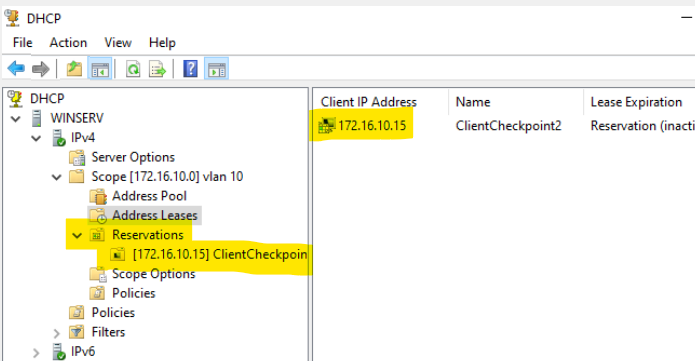 DHCP
File Action View Help
DHCP
WINSERV
IPv4
Server Options
Scope [172.16.10.0] vlan 10
Address Pool
Address Leases
Reservations
[172.16.10.15] ClientCheckpoin
Scope Options
Policies
Policies
Filters
IPv6
Client IP Address Name Lease Expiration
172.16.10.15 ClientCheckpoint2 Reservation (inacti